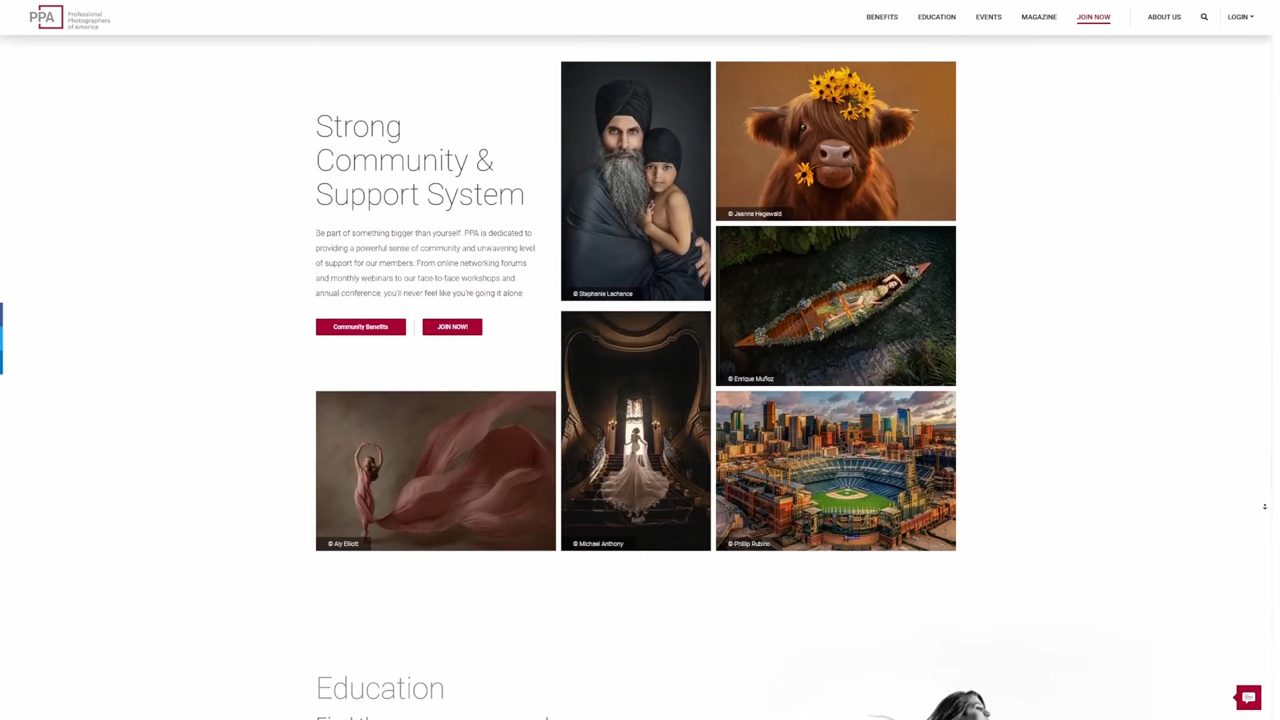 PPA
Professional
Photographers
of America
BENEFITS
EDUCATION
EVENTS
MAGAZINE
JOIN NOW
ABOUT US
LOGIN
Strong
Community &
Support System
Be part of something bigger than yourself. PPA is dedicated to
providing a powerful sense of community and unwavering level
of support for our members. From online networking forums
and monthly webinars to our face-to-face workshops and
annual conference, you'll never feel like you're going it alone.
Community Benefits
JOIN NOW!
© Stephanie Lachance
© Jeanna Hegewald
© Enrique Muñoz
© Aly Elliott
© Michael Anthony
© Phillip Rubino
Education